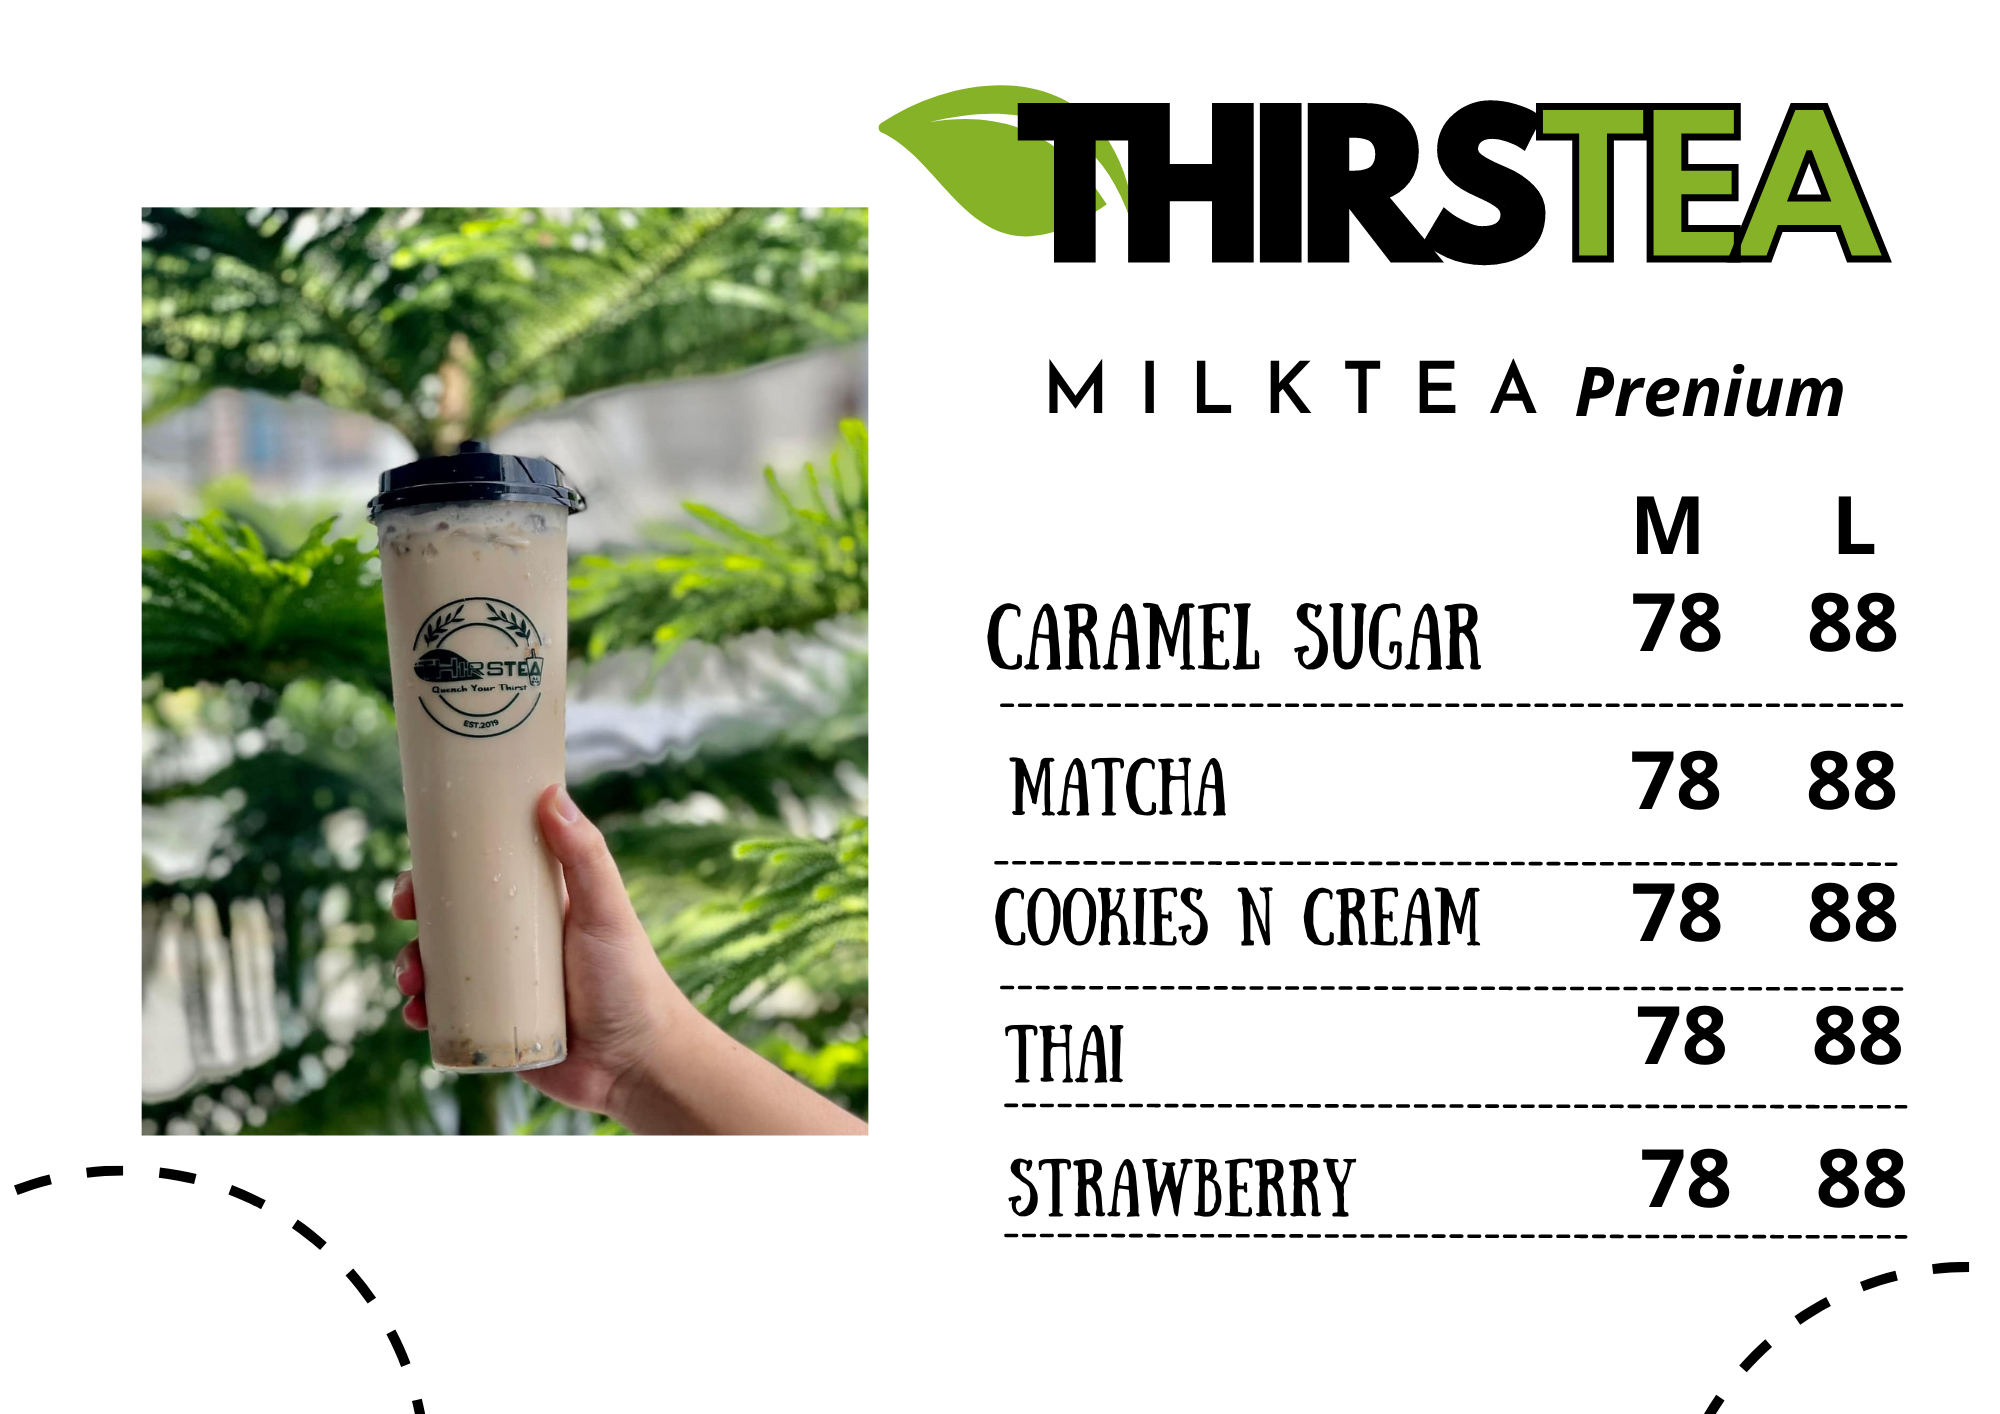 THIRSTEA
MILKTEA Prenium
M L
CARAMEL SUGAR 78 88
MATCHA 78 88
COOKIES N CREAM 78 88
THAI 78 88
STRAWBERRY 78 88
THIRSTEA
Quench Your Thirst
EST.2019